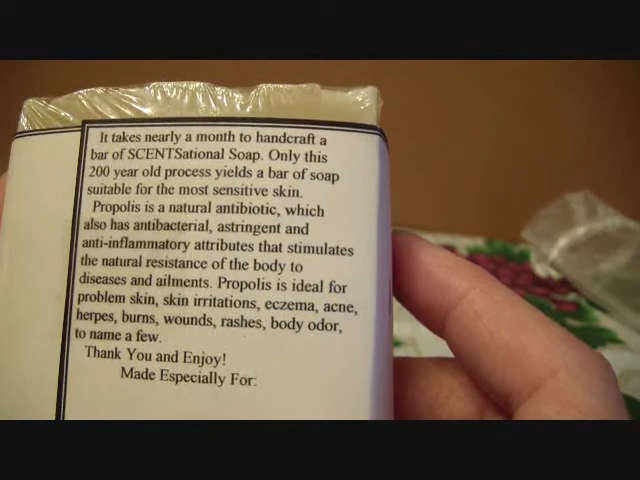 It takes nearly a month to handcraft a
bar of SCENTSational Soap. Only this
200 year old process yields a bar of soap
suitable for the most sensitive skin.
Propolis is a natural antibiotic, which
also has antibacterial, astringent and
anti-inflammatory attributes that stimulates
the natural resistance of the body to
diseases and ailments. Propolis is ideal for
problem skin, skin irritations, eczema, acne,
herpes, burns, wounds, rashes, body odor,
to name a few.
Thank You and Enjoy!
Made Especially For: